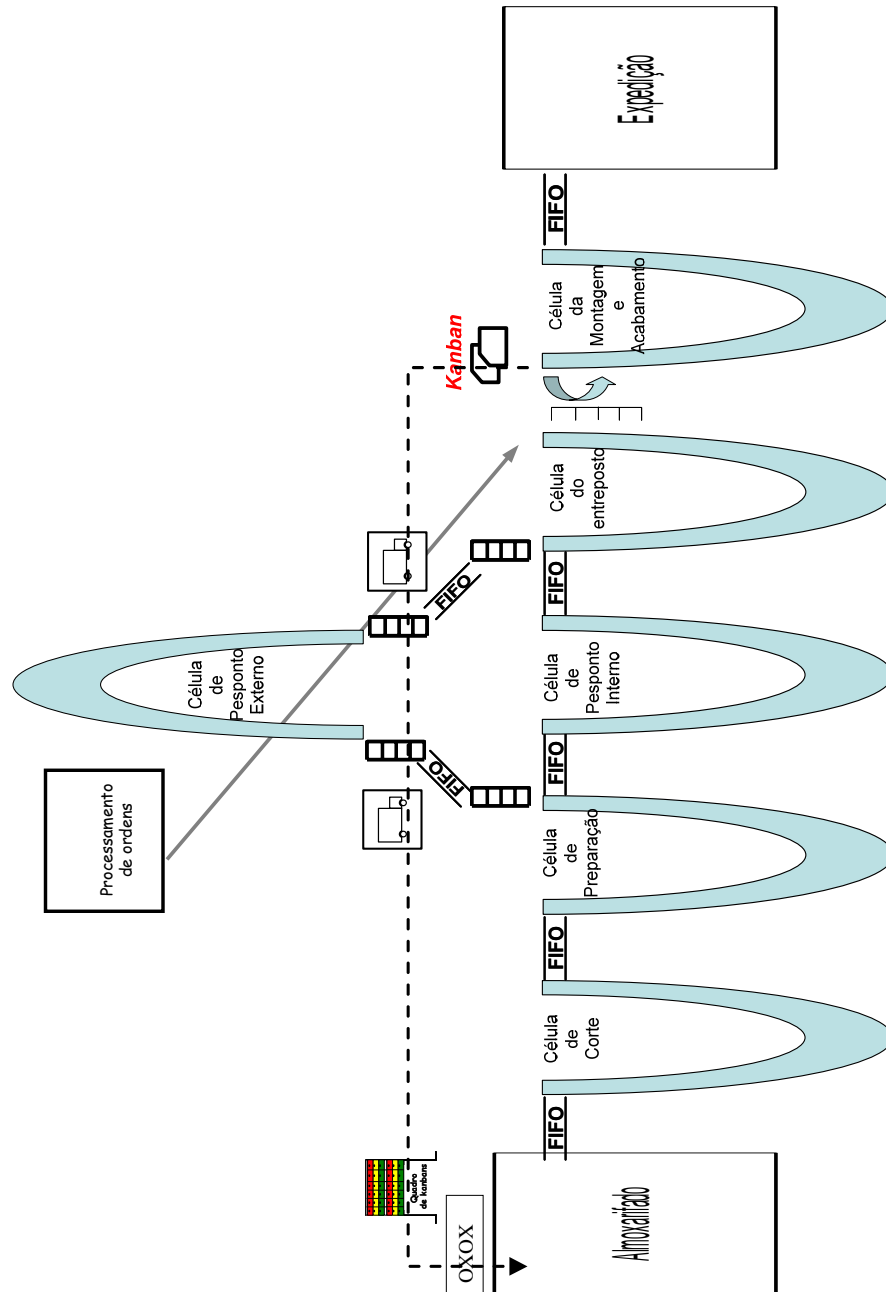 Processamento
de ordens
Célula
de
Pesponto
Externo
Kanban
Quadro
de kanbans
OXOX
FIFO
FIFO
Almoxarifado
FIFO
Célula
de
Corte
FIFO
Célula
de
Preparação
FIFO
Célula
de
Pesponto
Interno
FIFO
Célula
do
entreposto
Célula
da
Montagem
e
Acabamento
FIFO
Expedição